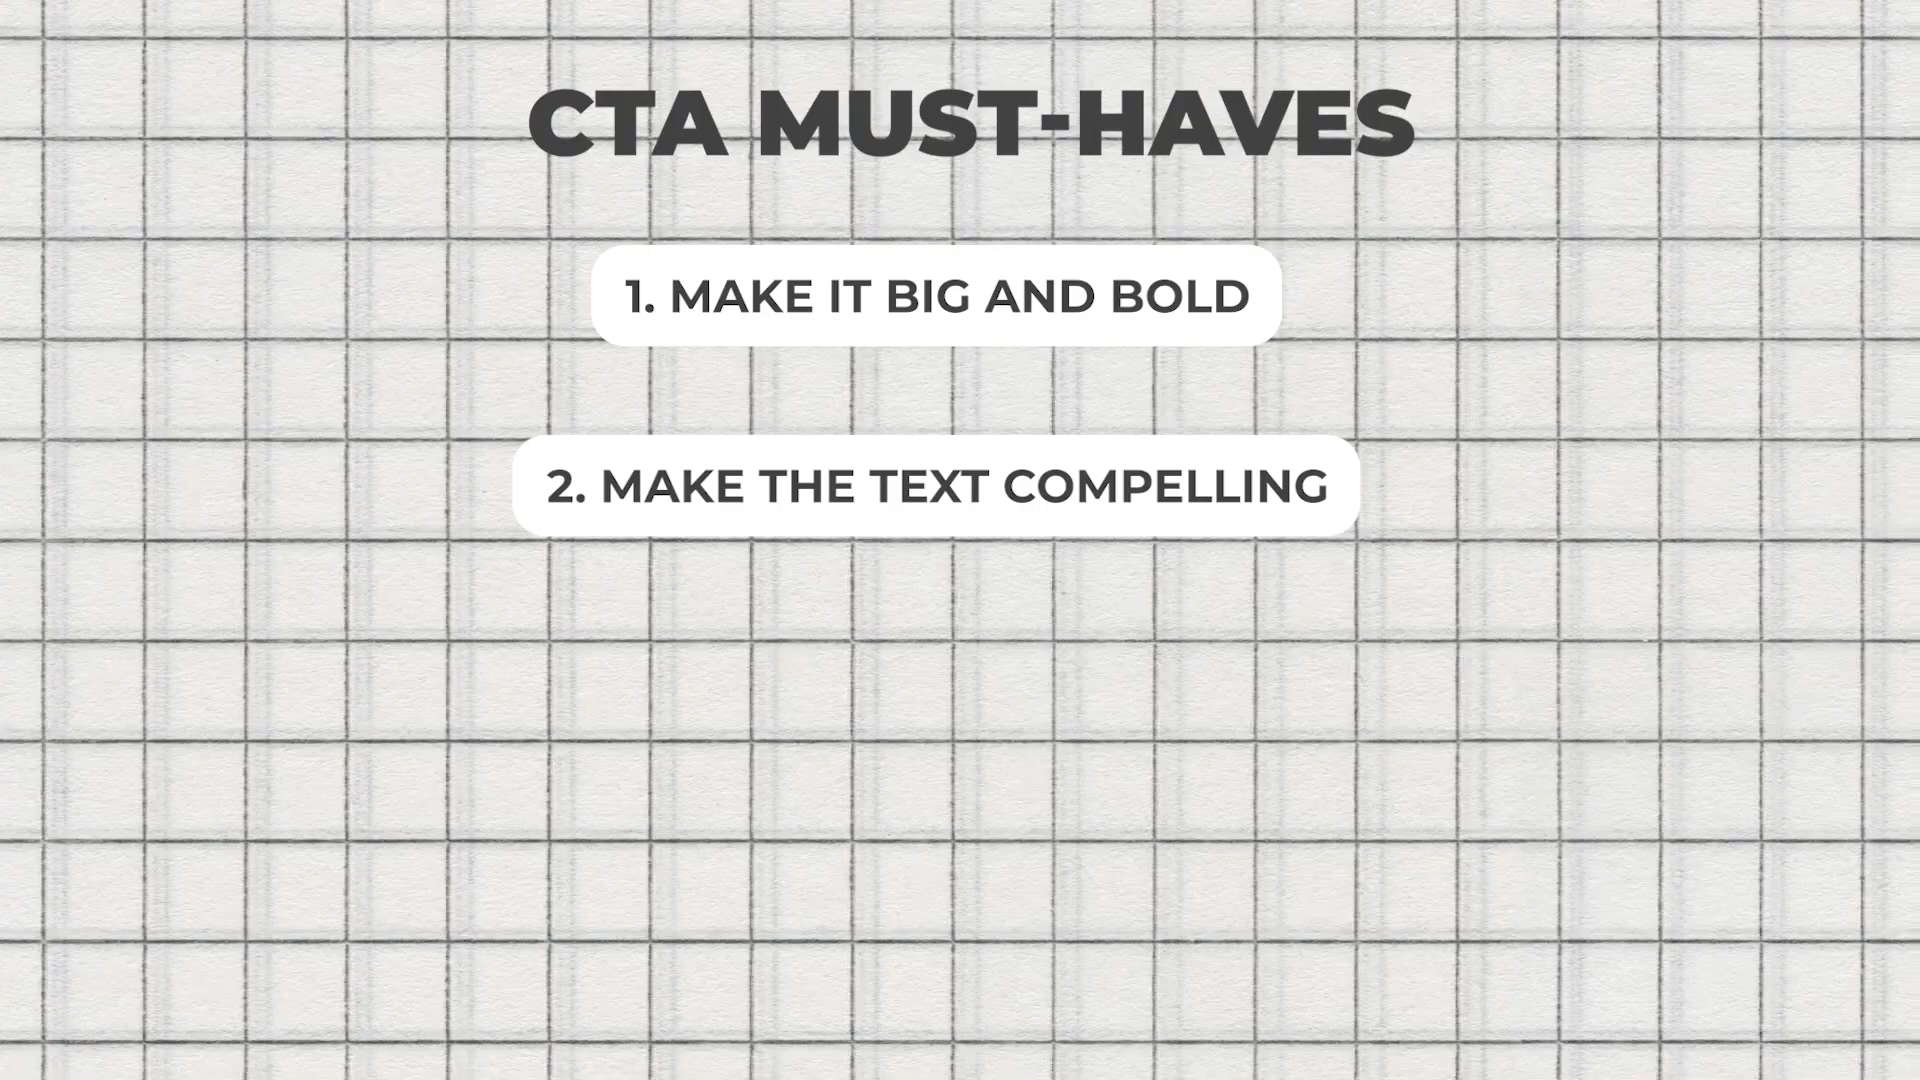 CTA MUST-HAVES
1. MAKE IT BIG AND BOLD
2. MAKE THE TEXT COMPELLING